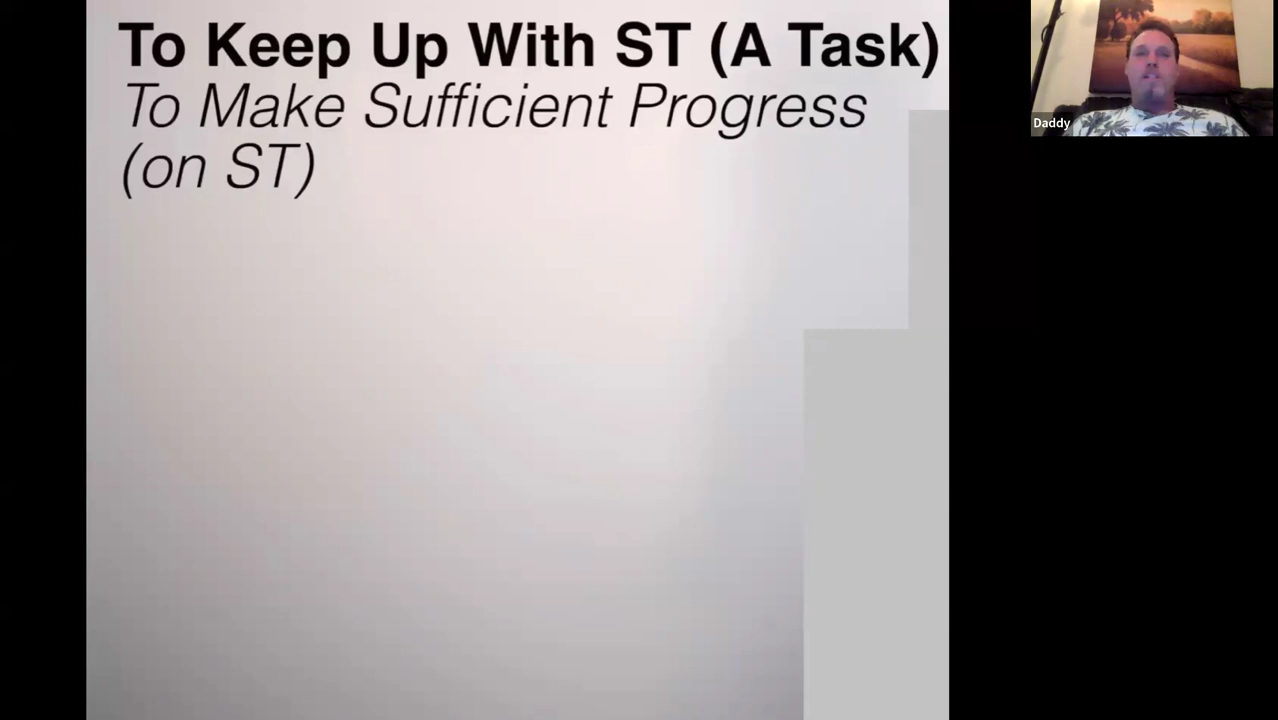 To Keep Up With ST (A Task)
To Make Sufficient Progress
(on ST)
Daddy